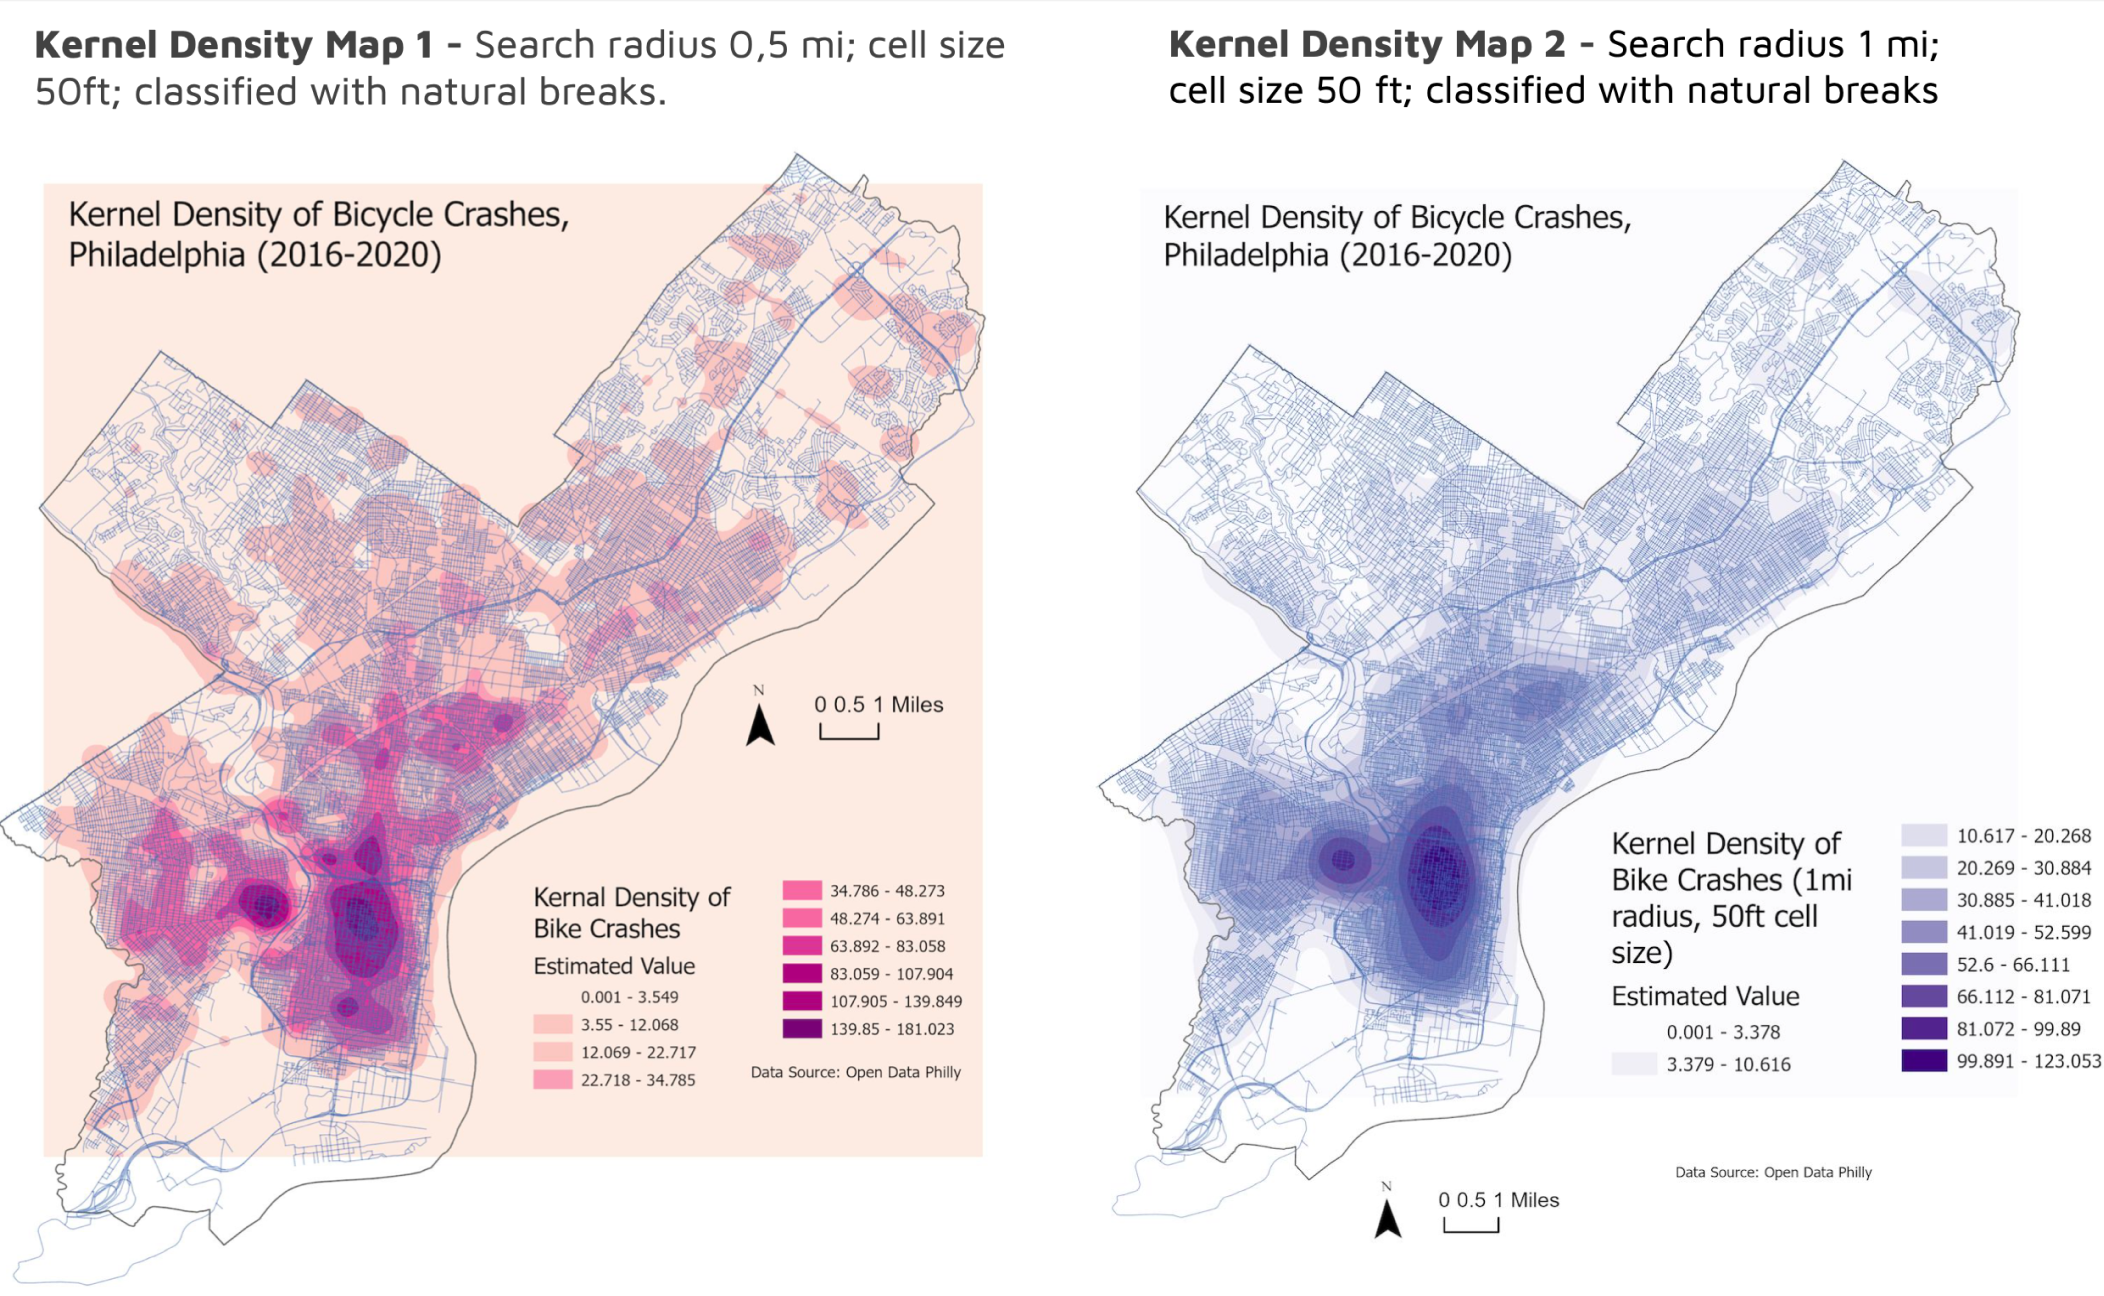 Kernel Density Map 1 - Search radius 0,5 mi; cell size
50ft; classified with natural breaks.
Kernel Density of Bicycle Crashes,
Philadelphia (2016-2020)
N
0 0.5 1 Miles
Kernal Density of
Bike Crashes
Estimated Value
0.001 - 3.549
3.55 - 12.068
12.069 - 22.717
22.718 - 34.785
34.786 - 48.273
48.274 - 63.891
63.892 - 83.058
83.059 - 107.904
107.905 - 139.849
139.85 - 181.023
Data Source: Open Data Philly
Kernel Density Map 2 - Search radius 1 mi;
cell size 50 ft; classified with natural breaks
Kernel Density of Bicycle Crashes,
Philadelphia (2016-2020)
Kernel Density of
Bike Crashes (1mi
radius, 50ft cell
size)
Estimated Value
0.001 - 3.378
3.379 - 10.616
10.617 - 20.268
20.269 - 30.884
30.885 - 41.018
41.019 - 52.599
52.6 - 66.111
66.112 - 81.071
81.072 - 99.89
99.891 - 123.053
Data Source: Open Data Philly
N
0 0.5 1 Miles